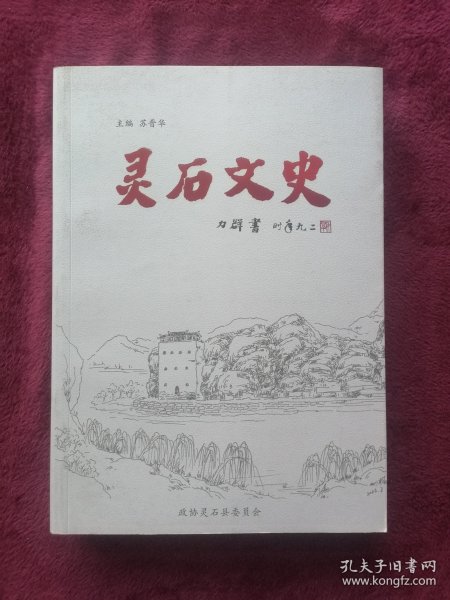 主编 苏晋华
灵石文史
力群书 时年九二
政协灵石县委员会
孔夫子旧书网
www.kongfz.com